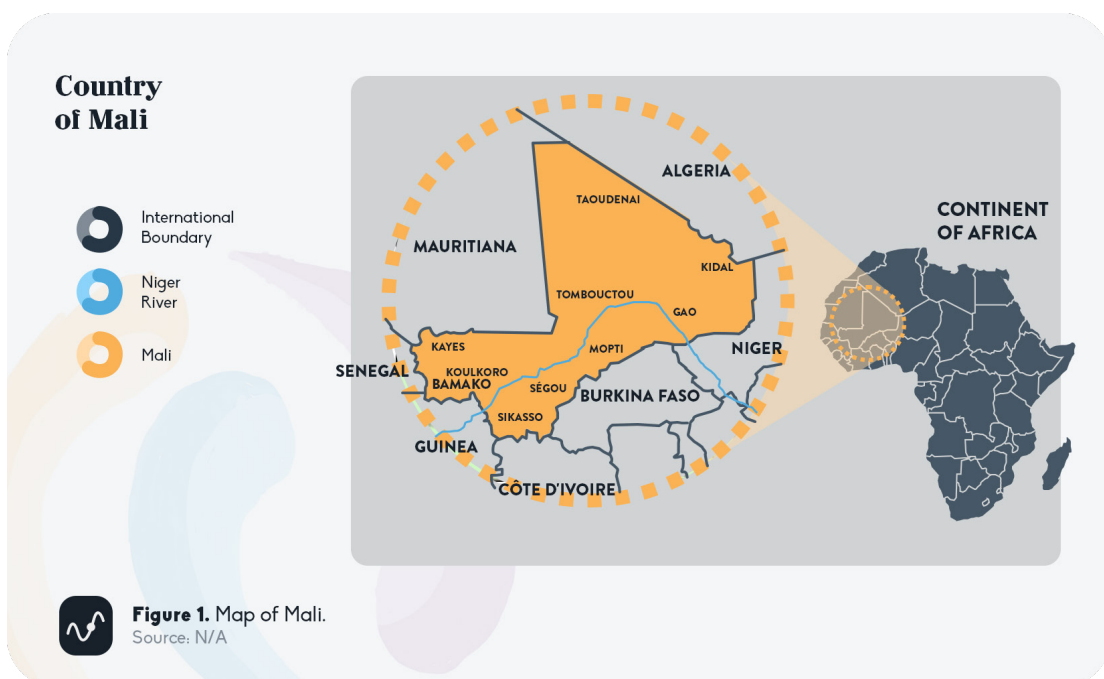 Country
of Mali
International
Boundary
Niger
River
Mali
ALGERIA
TAOUDENAI
MAURITIANA
KIDAL
TOMBOUCTOU
GAO
KAYES
MOPTI
NIGER
SENEGAL
KOULKORO
BAMAKO
SÉGOU
BURKINA FASO
SIKASSO
GUINEA
CÔTE D'IVOIRE
CONTINENT
OF AFRICA
Figure 1. Map of Mali.
Source: N/A